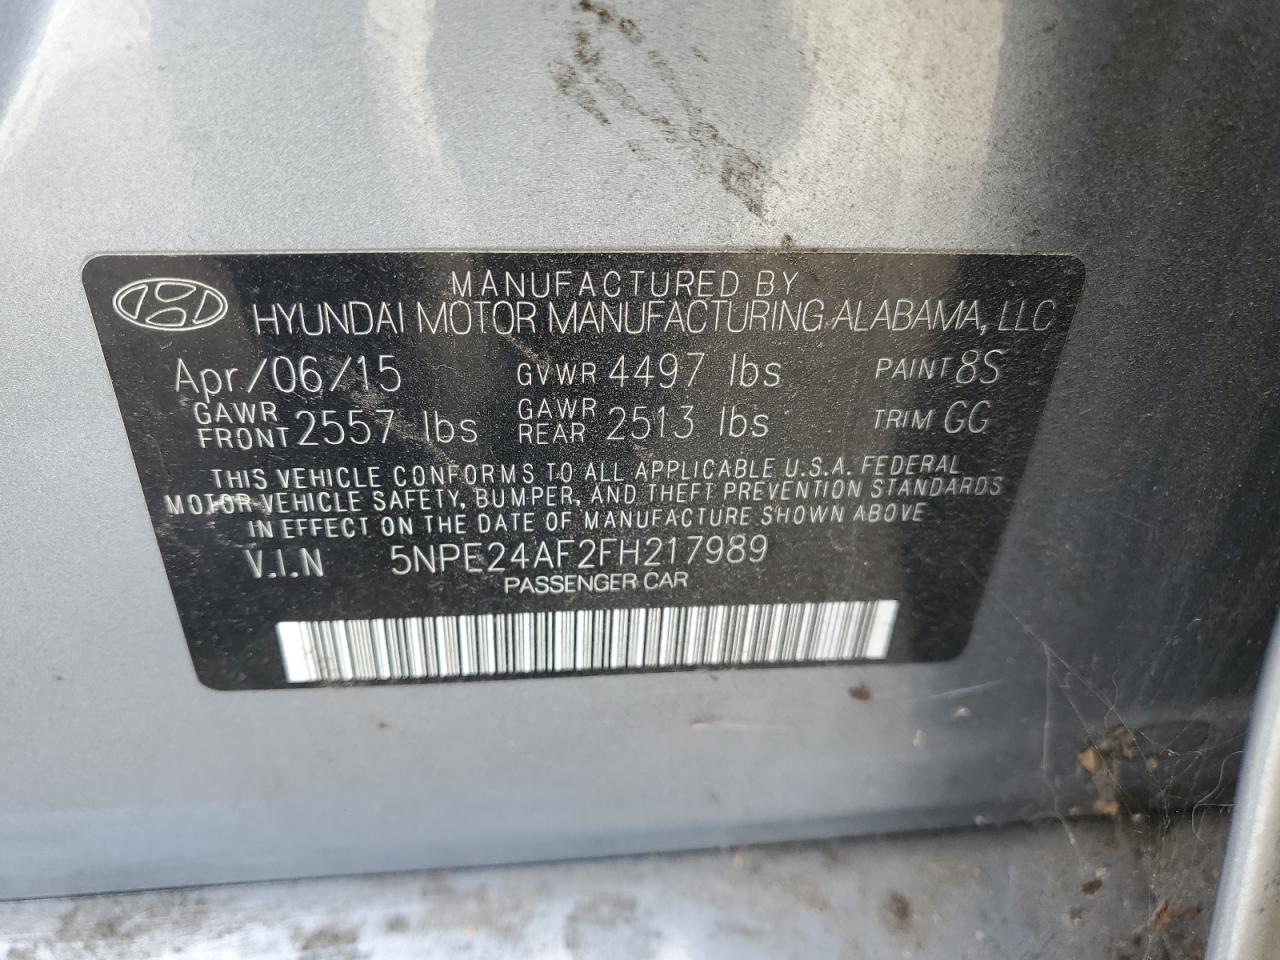 MANUFACTURED BY
HYUNDAI MOTOR MANUFACTURING ALABAMA, LLC
Apr/06/15 GVWR 4497 lbs PAINT 8S
GAWR FRONT 2557 lbs GAWR REAR 2513 lbs TRIM GG
THIS VEHICLE CONFORMS TO ALL APPLICABLE U.S.A. FEDERAL
MOTOR VEHICLE SAFETY, BUMPER, AND THEFT PREVENTION STANDARDS
IN EFFECT ON THE DATE OF MANUFACTURE SHOWN ABOVE
V.I.N 5NPE24AF2FH217989
PASSENGER CAR